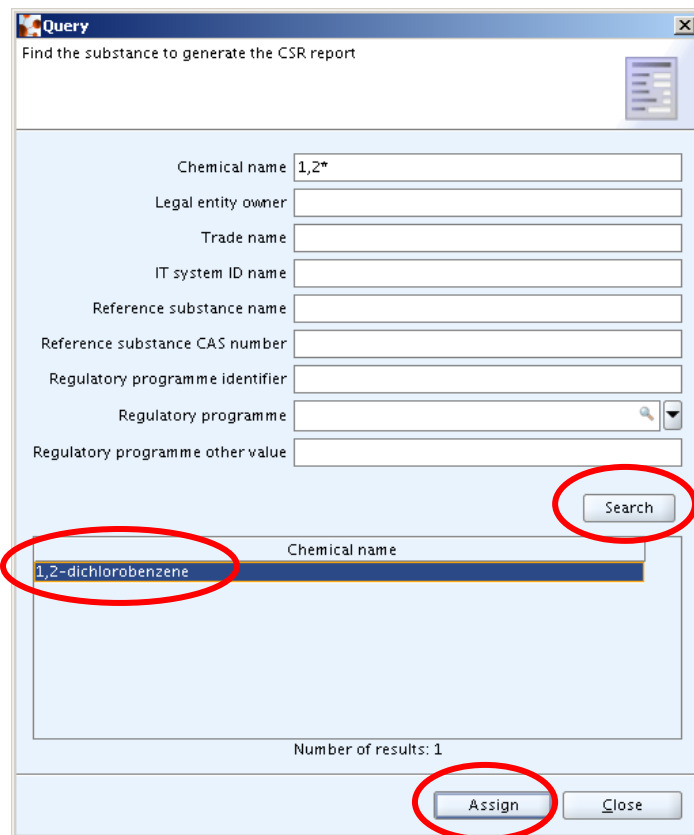 Query
Find the substance to generate the CSR report
Chemical name 1,2*
Legal entity owner
Trade name
IT system ID name
Reference substance name
Reference substance CAS number
Regulatory programme identifier
Regulatory programme
Regulatory programme other value
Search
Chemical name
1,2-dichlorobenzene
Number of results: 1
Assign Close